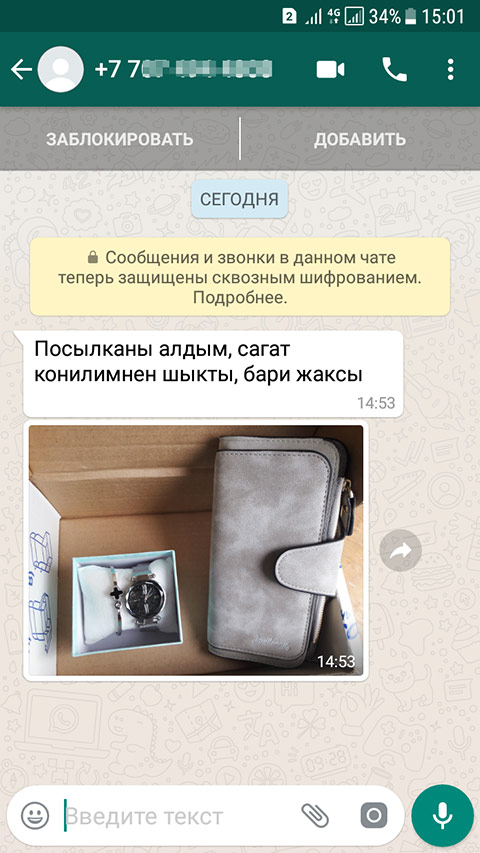 2 4G 34% 15:01
+7 7
ЗАБЛОКИРОВАТЬ ДОБАВИТЬ
СЕГОДНЯ
Сообщения и звонки в данном чате
теперь защищены сквозным шифрованием.
Подробнее.
Посылканы алдым, сагат
конилимнен шыкты, бари жаксы
14:53
14:53
Введите текст